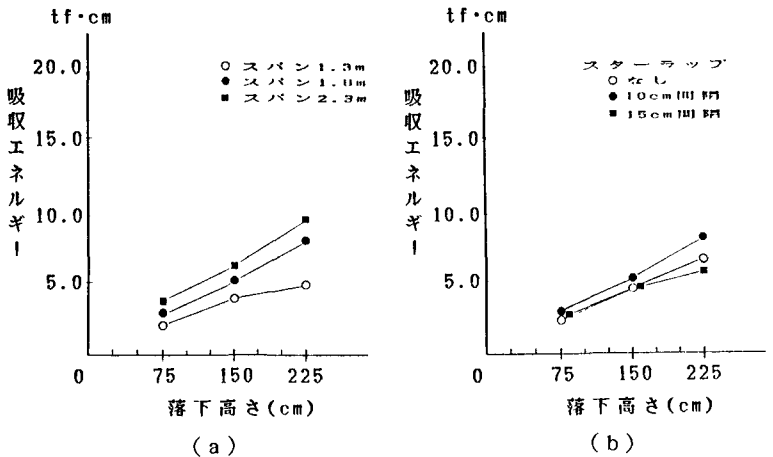 tf·cm
20.0
15.0
10.0
5.0
0
吸収エネルギー
○ スパン1.3m
● スパン1.8m
■ スパン2.3m
75 150 225
落下高さ(cm)
(a)
tf·cm
20.0
15.0
10.0
5.0
0
吸収エネルギー
スターラップ
○ なし
● 10cm間隔
■ 15cm間隔
75 150 225
落下高さ(cm)
(b)